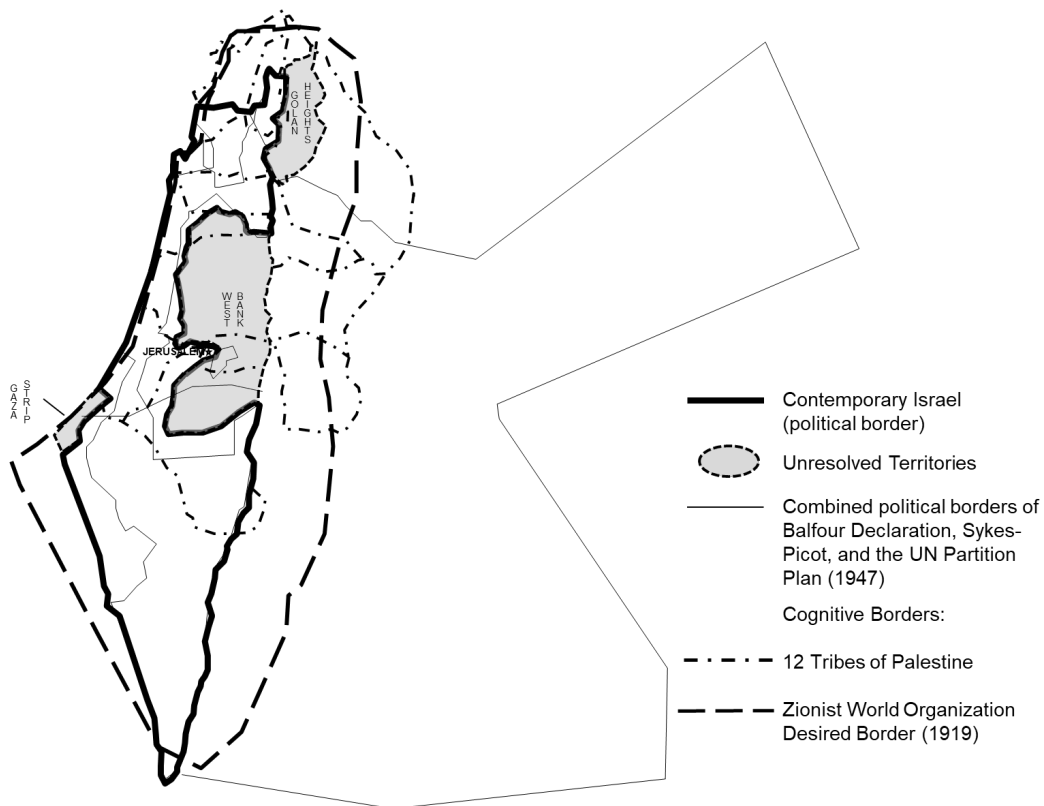 GOLAN
HEIGHTS
WEST
BANK
JERUSALEM
GAZA
STRIP
Contemporary Israel
(political border)
Unresolved Territories
Combined political borders of
Balfour Declaration, Sykes-
Picot, and the UN Partition
Plan (1947)
Cognitive Borders:
12 Tribes of Palestine
Zionist World Organization
Desired Border (1919)